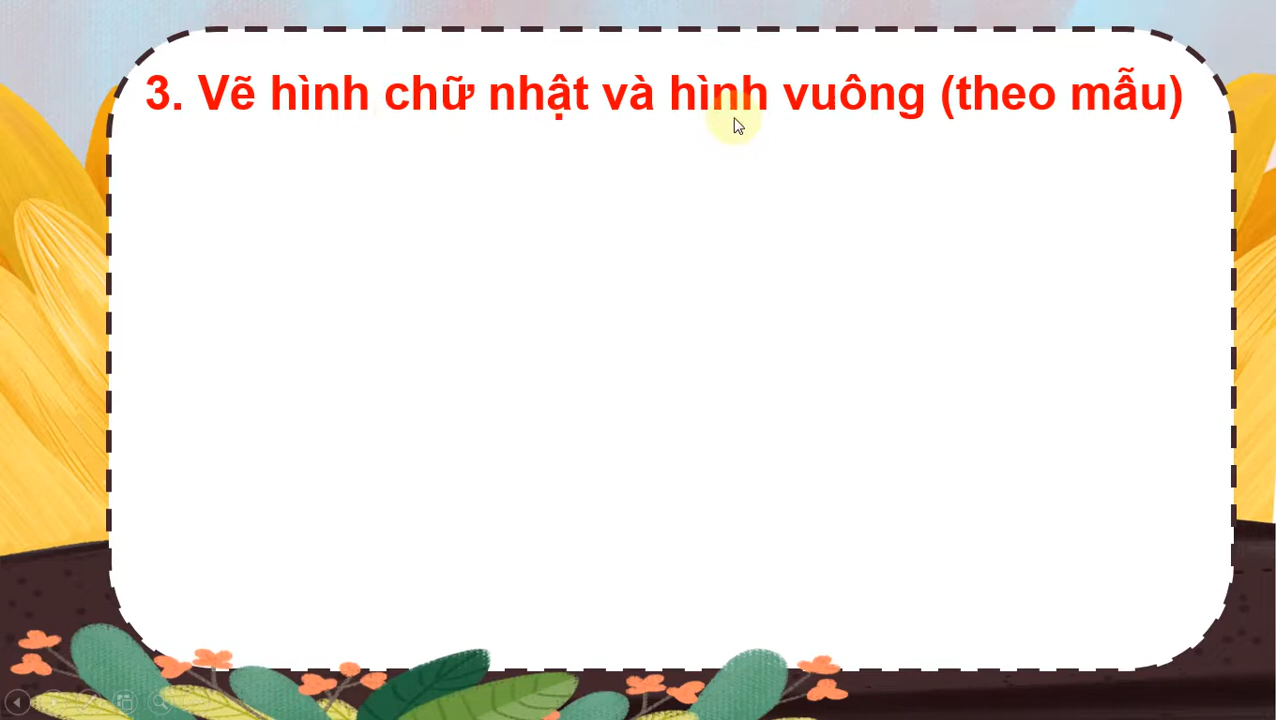 3. Vẽ hình chữ nhật và hình vuông (theo mẫu)